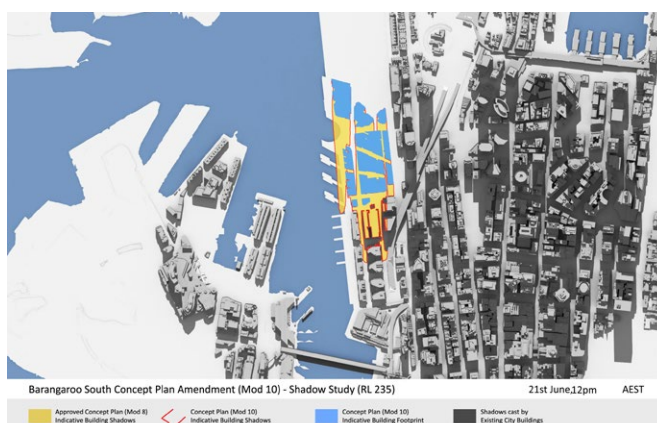 Barangaroo South Concept Plan Amendment (Mod 10) - Shadow Study (RL 235)
21st June,12pm
AEST
Approved Concept Plan (Mod 8)
Indicative Building Shadows
Concept Plan (Mod 10)
Indicative Building Shadows
Concept Plan (Mod 10)
Indicative Building Footprint
Shadows cast by
Existing City Buildings